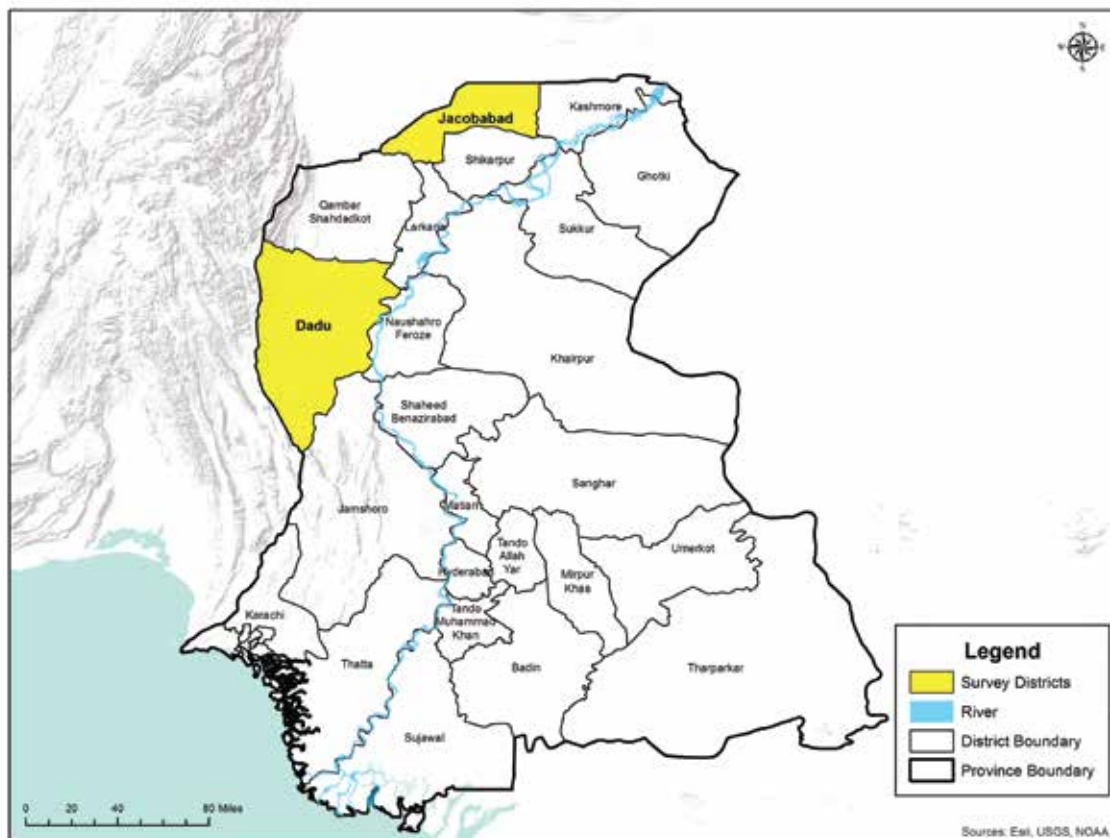 N
W
E
S
Kashmore
Jacobabad
Shikarpur
Ghotki
Qambar
Shahdadkot
Larkana
Sukkur
Dadu
Naushahro
Feroze
Khairpur
Shaheed
Benazirabad
Sanghar
Jamshoro
Matiari
Tando
Allah
Yar
Umerkot
Hyderabad
Mirpur
Khas
Karachi
Tando
Muhammad
Khan
Thatta
Badin
Tharparkar
Sujawal
Legend
Survey Districts
River
District Boundary
Province Boundary
0 20 40 80 Miles
Sources: Esri, USGS, NOAA